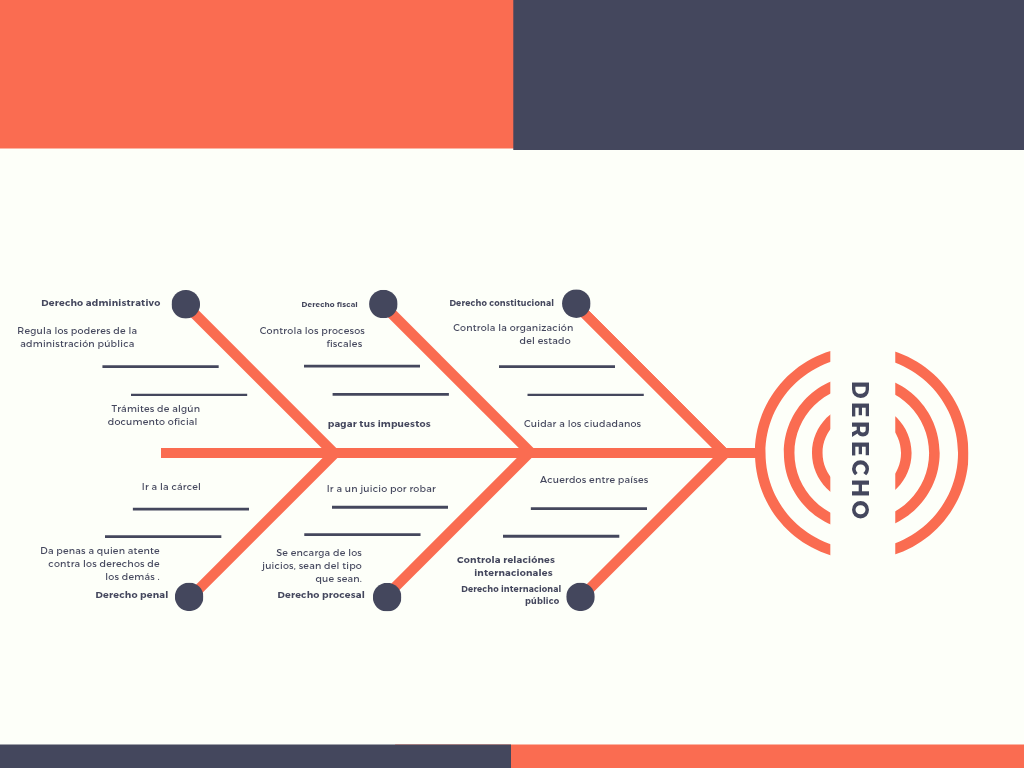 Derecho administrativo
Regula los poderes de la
administración pública
Trámites de algún
documento oficial
Derecho fiscal
Controla los procesos
fiscales
pagar tus impuestos
Derecho constitucional
Controla la organización
del estado
Cuidar a los ciudadanos
DERECHO
Ir a la cárcel
Da penas a quien atente
contra los derechos de
los demás .
Derecho penal
Ir a un juicio por robar
Se encarga de los
juicios, sean del tipo
que sean.
Derecho procesal
Acuerdos entre países
Controla relaciónes
internacionales
Derecho internacional
público